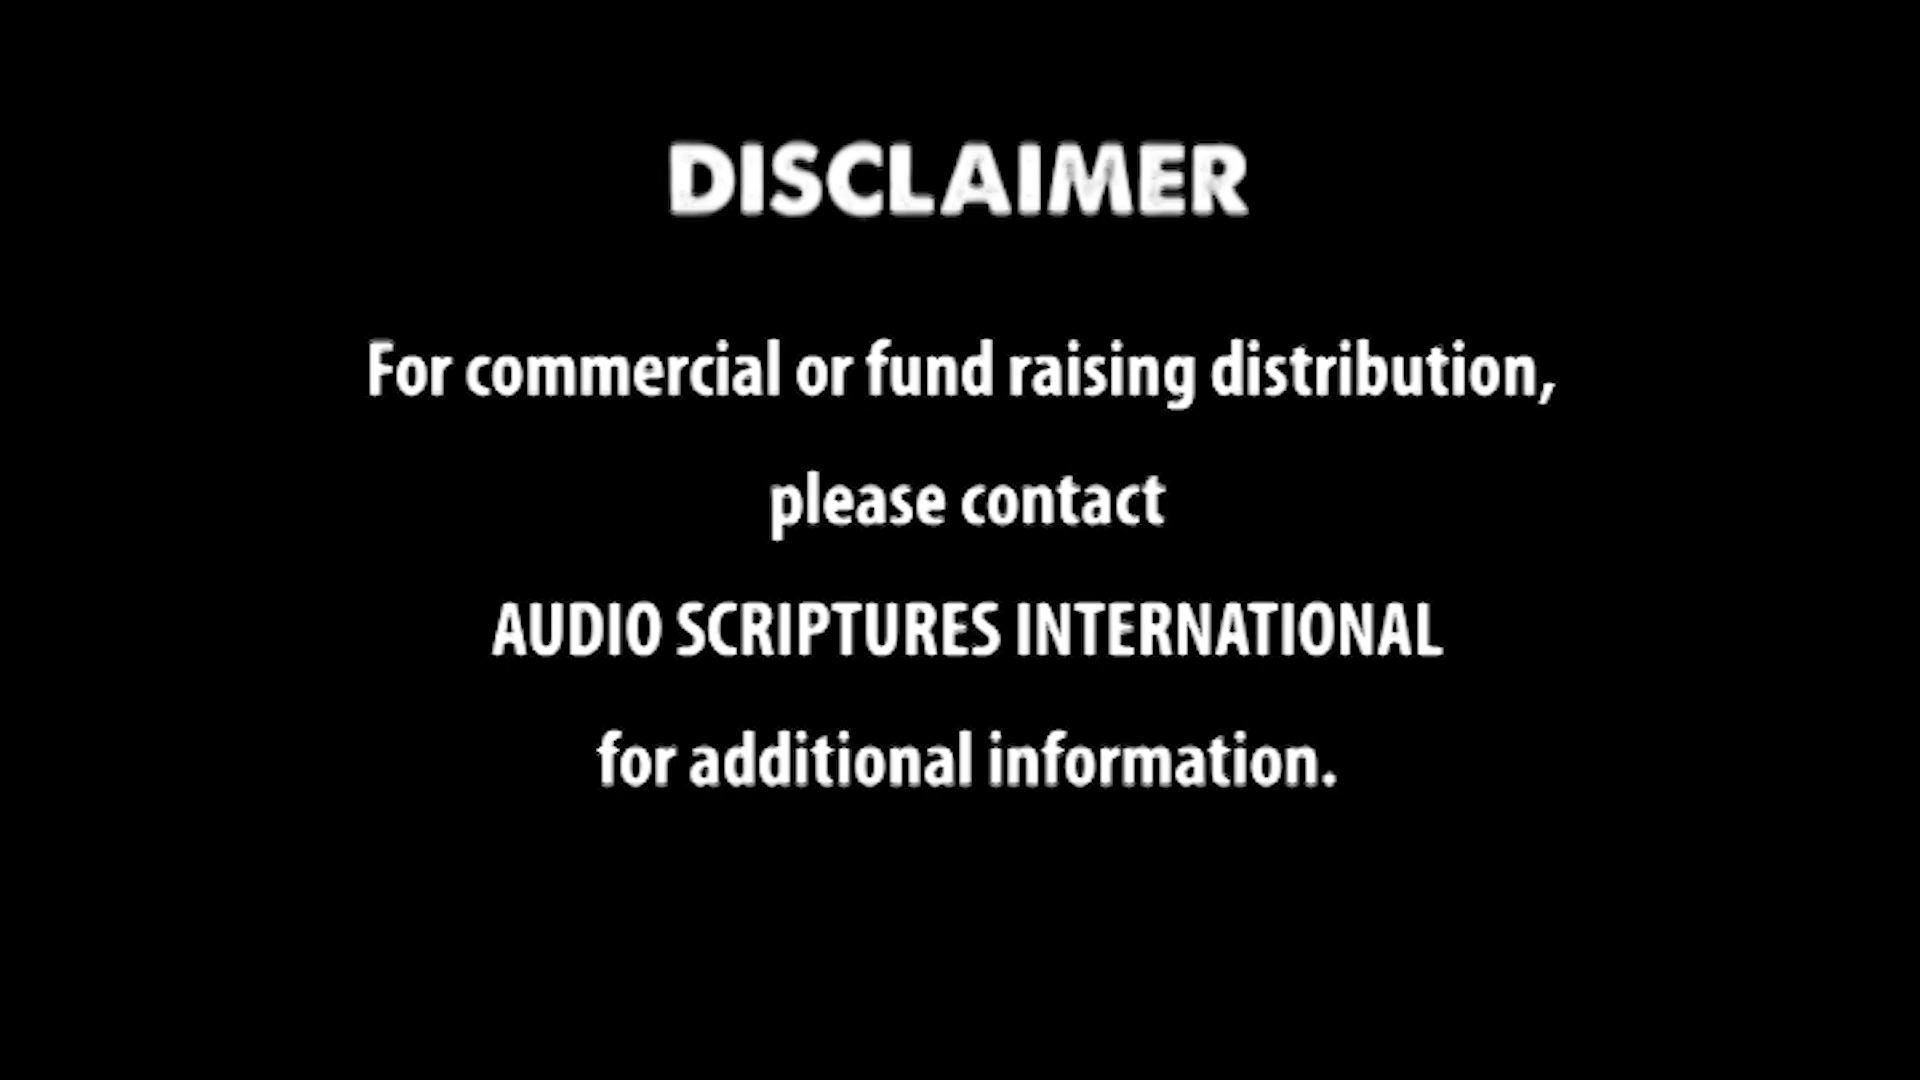 DISCLAIMER
For commercial or fund raising distribution,
please contact
AUDIO SCRIPTURES INTERNATIONAL
for additional information.